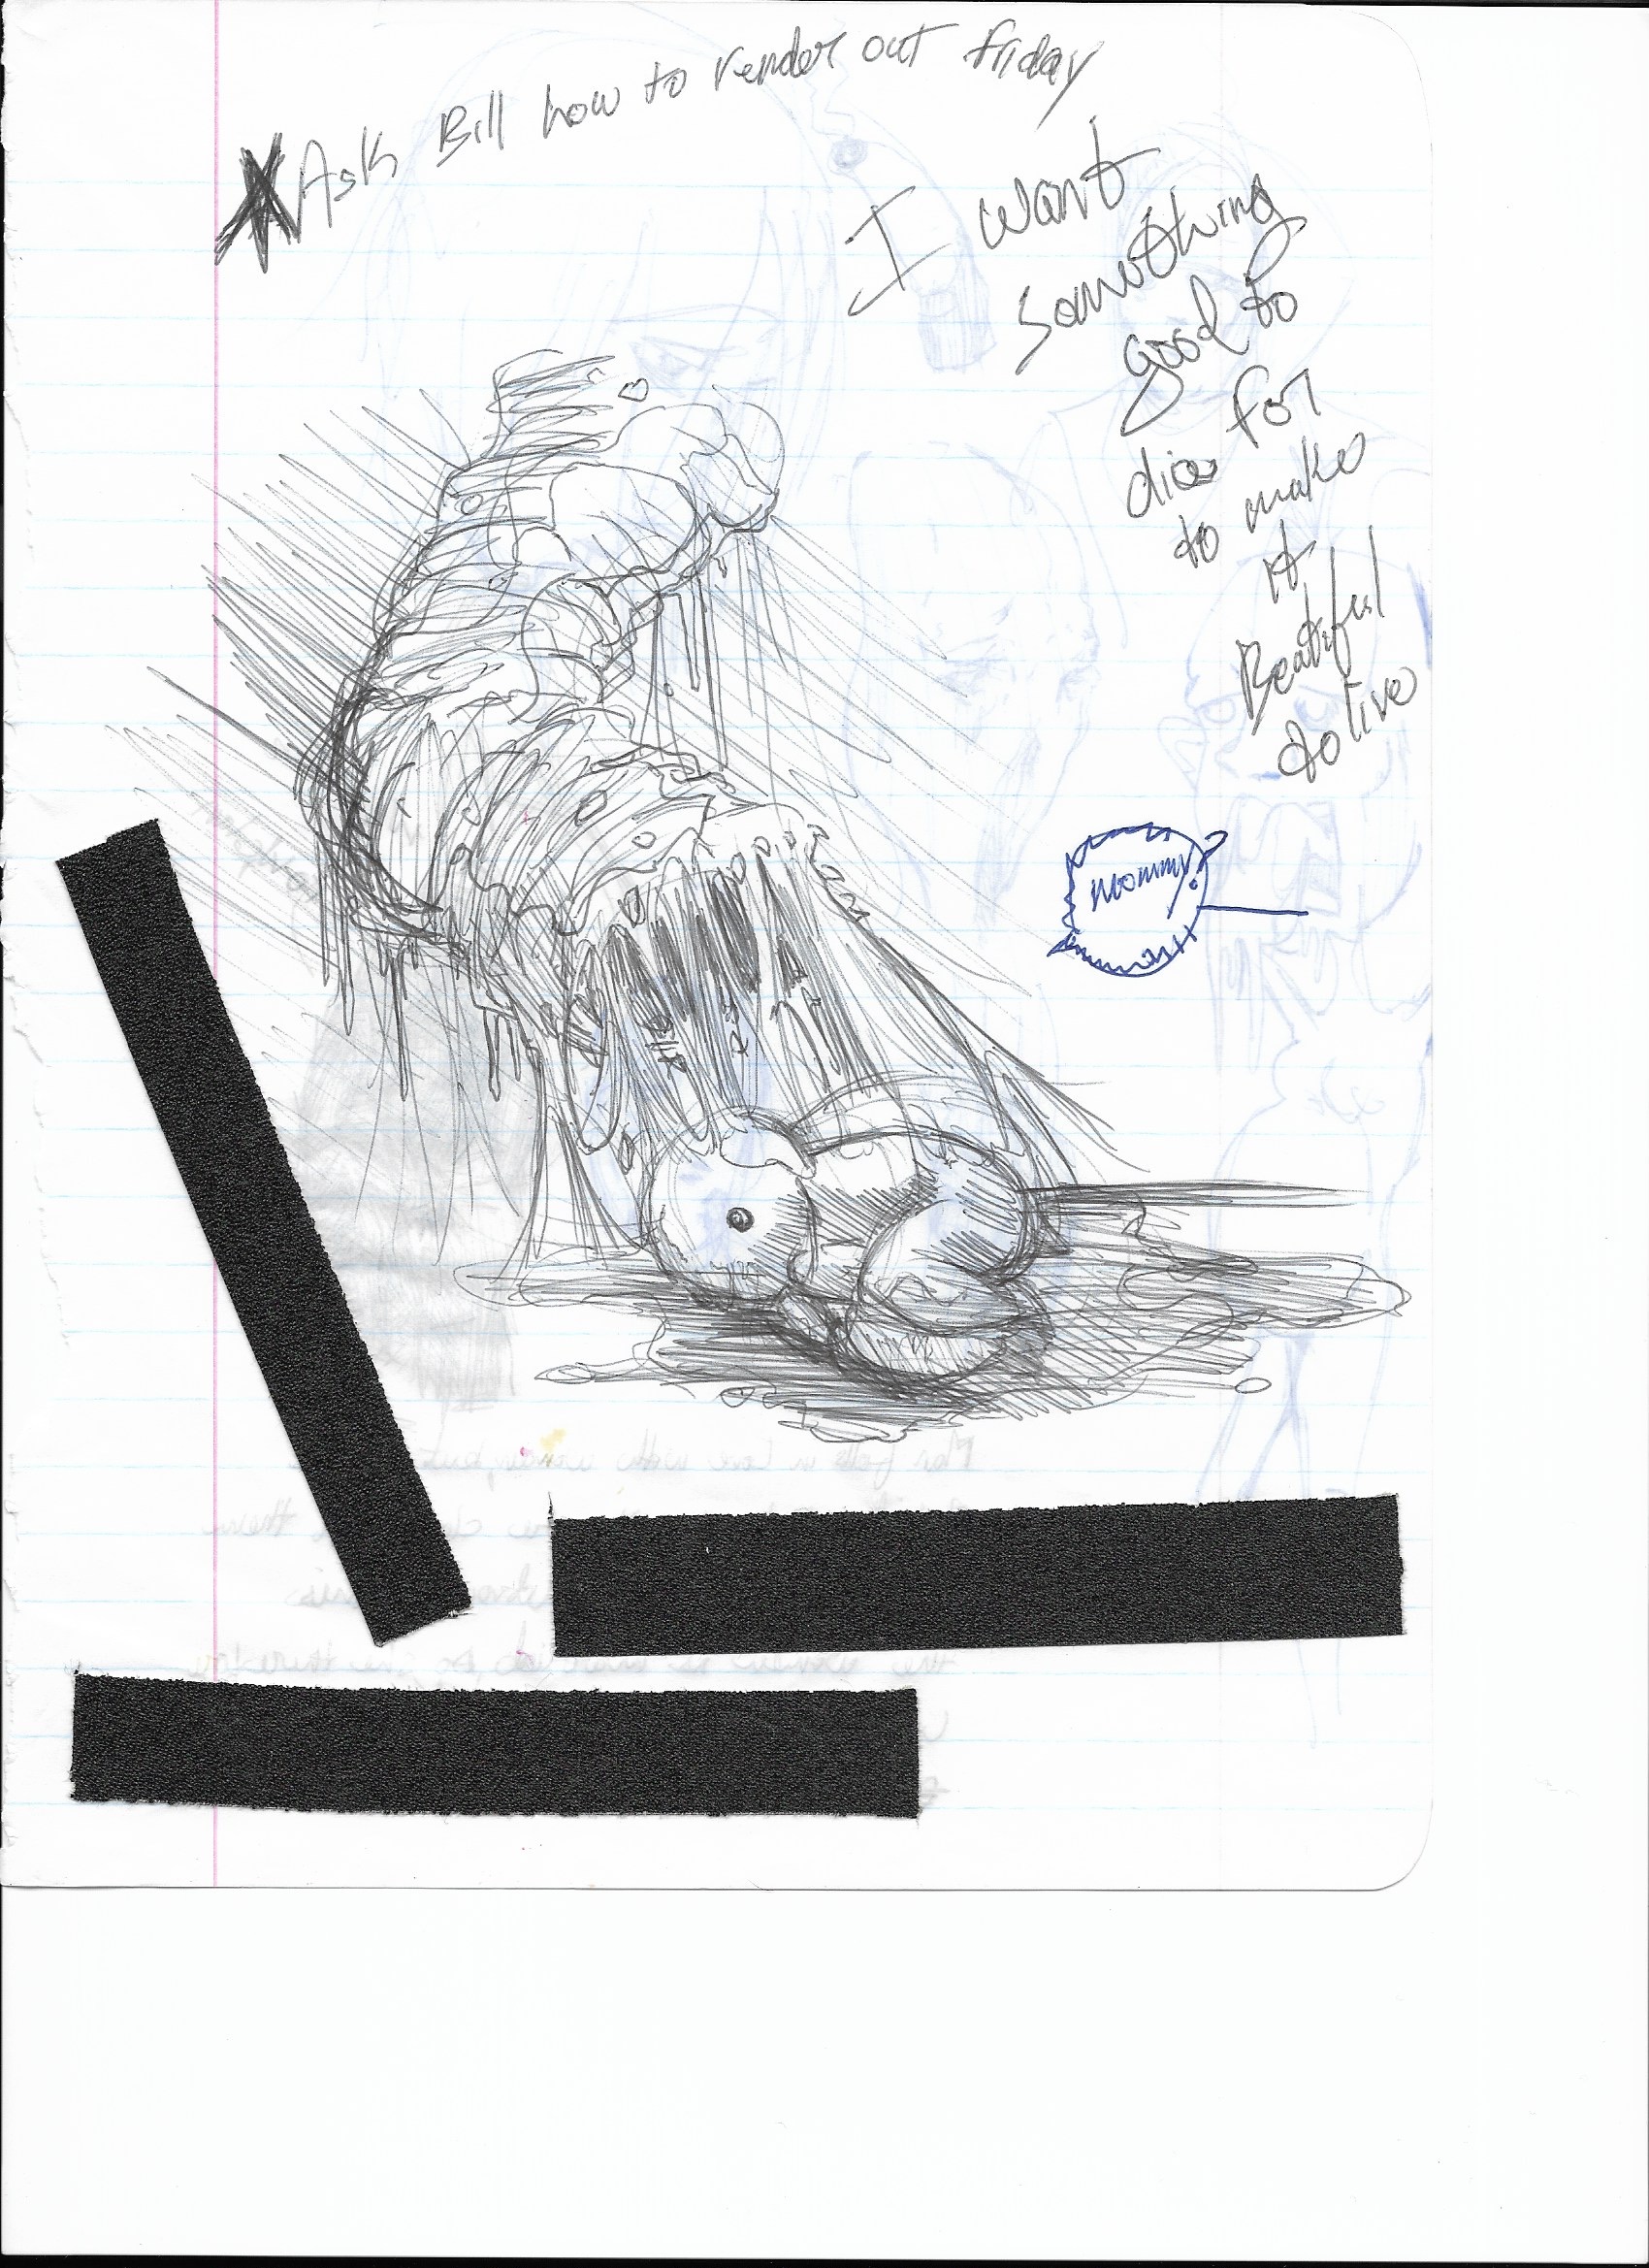 Ask Bill how to render out friday
I want
something
good to
die for
to make
it
Beatiful
to live
Mommy?